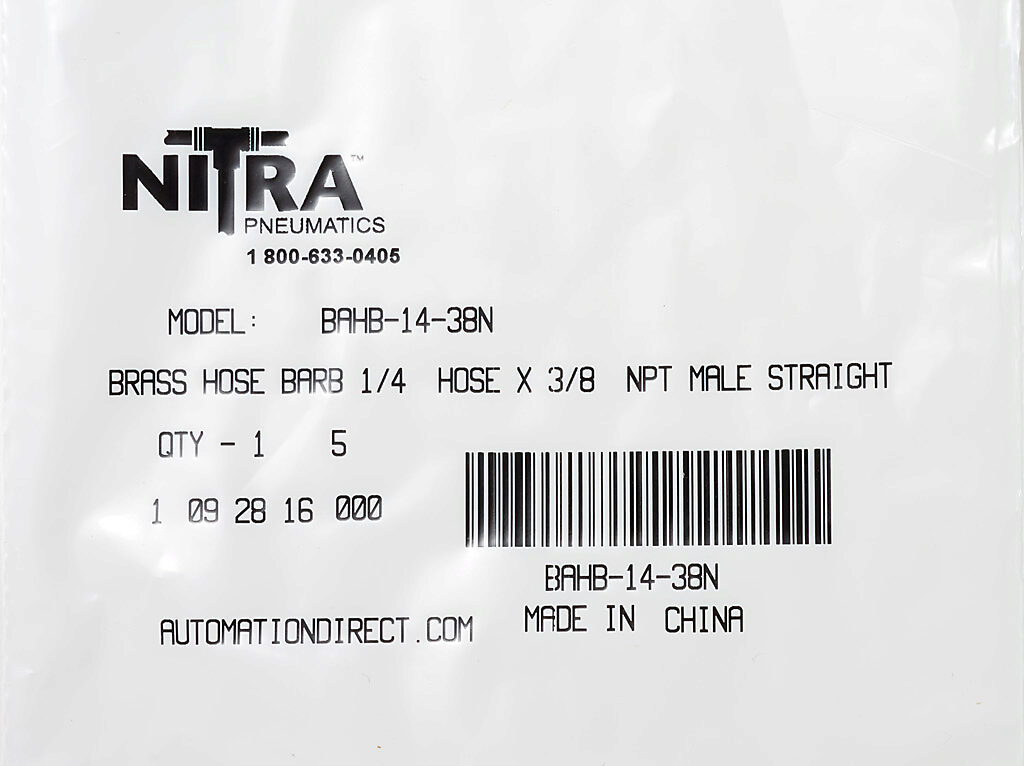 NITRA™
PNEUMATICS
1 800-633-0405
MODEL: BAHB-14-38N
BRASS HOSE BARB 1/4 HOSE X 3/8 NPT MALE STRAIGHT
QTY - 1 5
1 09 28 16 000
BAHB-14-38N
MADE IN CHINA
AUTOMATIONDIRECT.COM